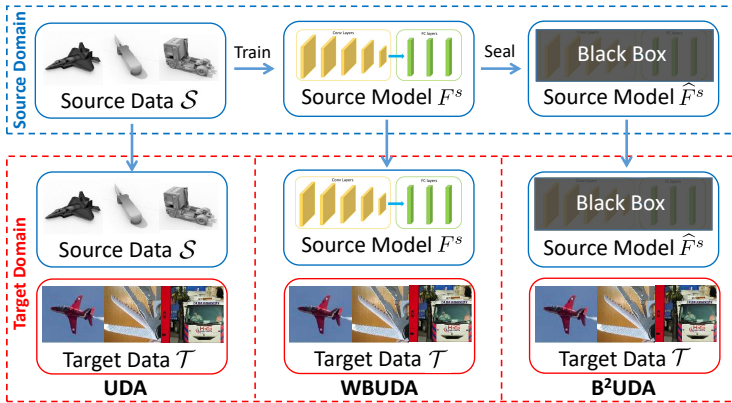 Source Domain
Train
Seal
Conv Layers
FC layers
Black Box
Source Data 𝒮
Source Model Fˢ
Source Model F̂ˢ
Target Domain
Conv Layers
FC layers
Black Box
Source Data 𝒮
Source Model Fˢ
Source Model F̂ˢ
Target Data 𝒯
Target Data 𝒯
Target Data 𝒯
UDA
WBUDA
B²UDA